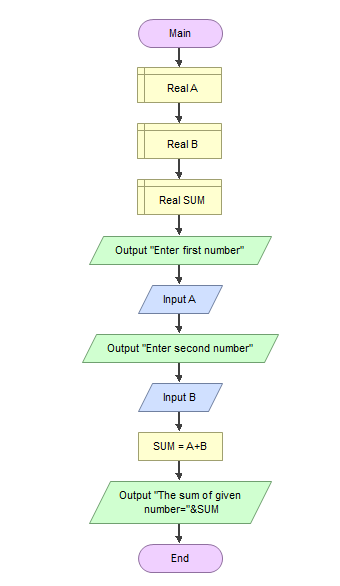 Main
Real A
Real B
Real SUM
Output "Enter first number"
Input A
Output "Enter second number"
Input B
SUM = A+B
Output "The sum of given
number="&SUM
End